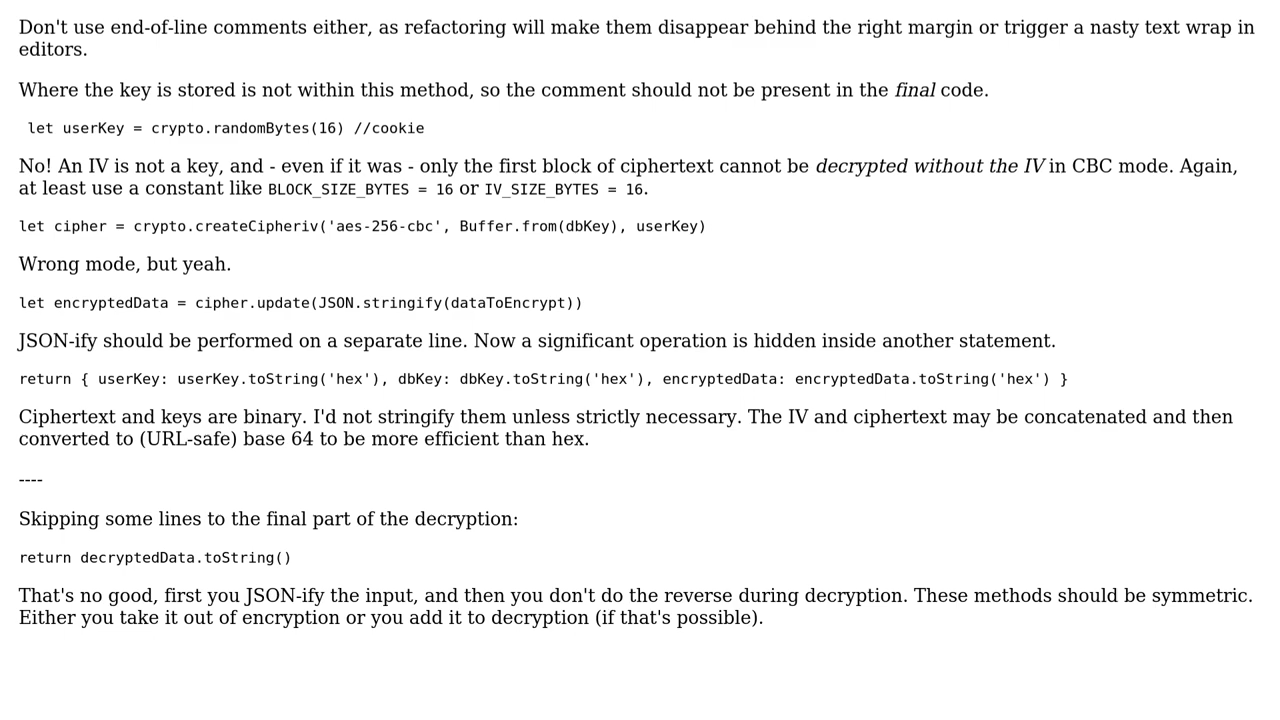 Don't use end-of-line comments either, as refactoring will make them disappear behind the right margin or trigger a nasty text wrap in
editors.
Where the key is stored is not within this method, so the comment should not be present in the final code.
let userKey = crypto.randomBytes(16) //cookie
No! An IV is not a key, and - even if it was - only the first block of ciphertext cannot be decrypted without the IV in CBC mode. Again,
at least use a constant like BLOCK_SIZE_BYTES = 16 or IV_SIZE_BYTES = 16.
let cipher = crypto.createCipheriv('aes-256-cbc', Buffer.from(dbKey), userKey)
Wrong mode, but yeah.
let encryptedData = cipher.update(JSON.stringify(dataToEncrypt))
JSON-ify should be performed on a separate line. Now a significant operation is hidden inside another statement.
return { userKey: userKey.toString('hex'), dbKey: dbKey.toString('hex'), encryptedData: encryptedData.toString('hex') }
Ciphertext and keys are binary. I'd not stringify them unless strictly necessary. The IV and ciphertext may be concatenated and then
converted to (URL-safe) base 64 to be more efficient than hex.
----
Skipping some lines to the final part of the decryption:
return decryptedData.toString()
That's no good, first you JSON-ify the input, and then you don't do the reverse during decryption. These methods should be symmetric.
Either you take it out of encryption or you add it to decryption (if that's possible).